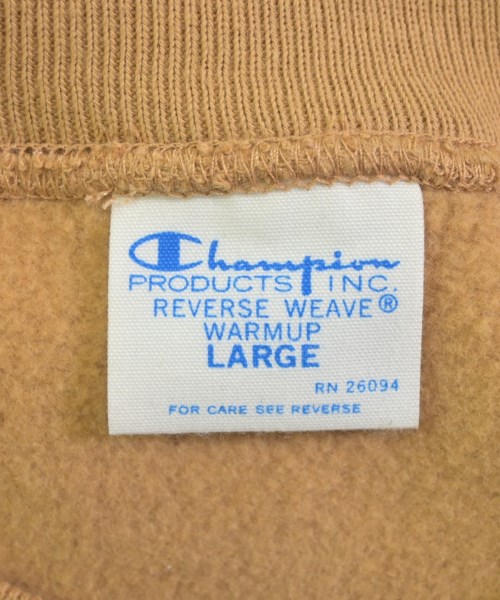 Champion
PRODUCTS INC.
REVERSE WEAVE®
WARMUP
LARGE
RN 26094
FOR CARE SEE REVERSE